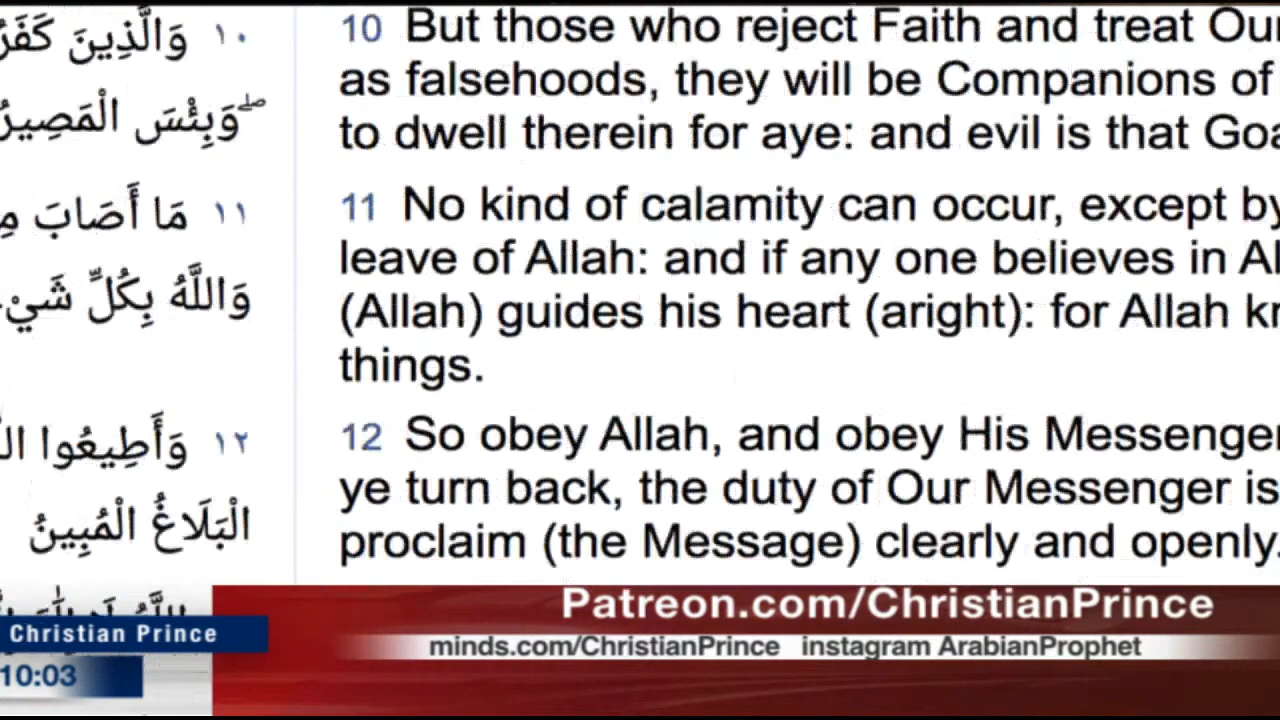 ١٠ وَالَّذِينَ
وَبِئْسَ الْمَصِيرُ
١١ مَا أَصَابَ
وَاللَّهُ بِكُلِّ
١٢ وَأَطِيعُوا
الْبَلَاغُ الْمُبِينُ
10 But those who reject Faith and treat
as falsehoods, they will be Companions of
to dwell therein for aye: and evil is that
11 No kind of calamity can occur, except by
leave of Allah: and if any one believes in
(Allah) guides his heart (aright): for Allah
things.
12 So obey Allah, and obey His Messenger
ye turn back, the duty of Our Messenger is
proclaim (the Message) clearly and openly.
Patreon.com/ChristianPrince
Christian Prince
minds.com/ChristianPrince instagram ArabianProphet
10:03